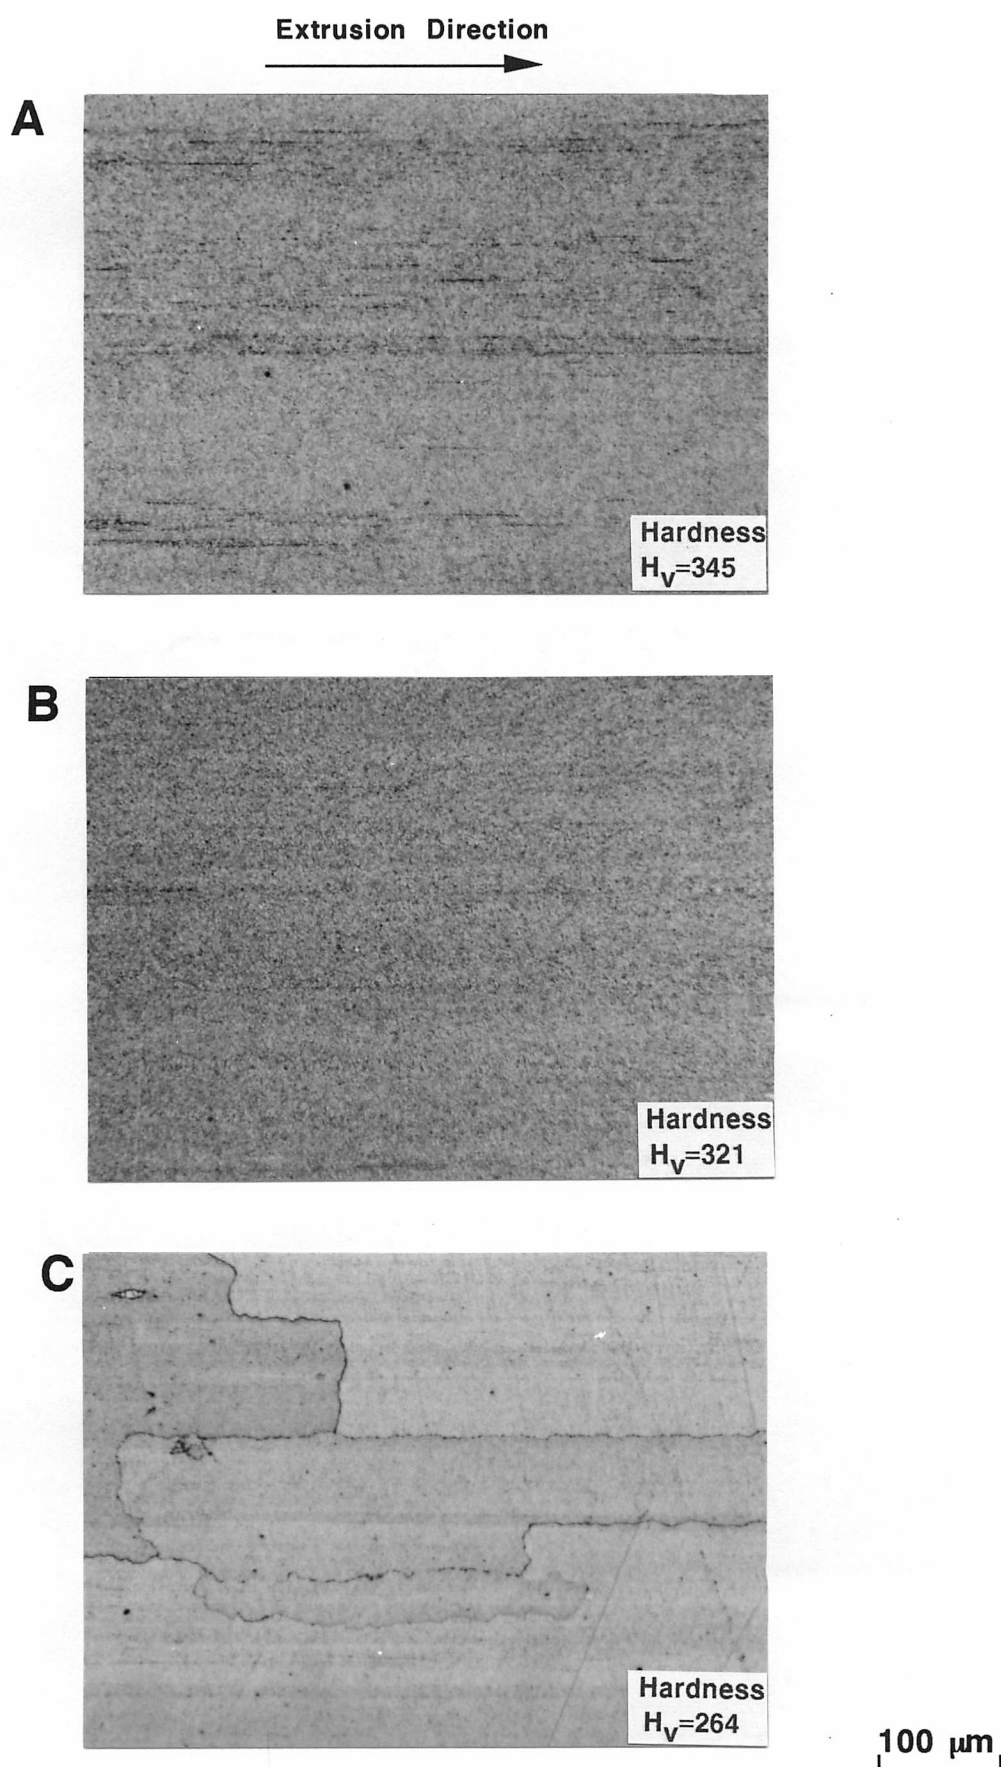 Extrusion Direction
A
Hardness
Hv=345
B
Hardness
Hv=321
C
Hardness
Hv=264
100 μm